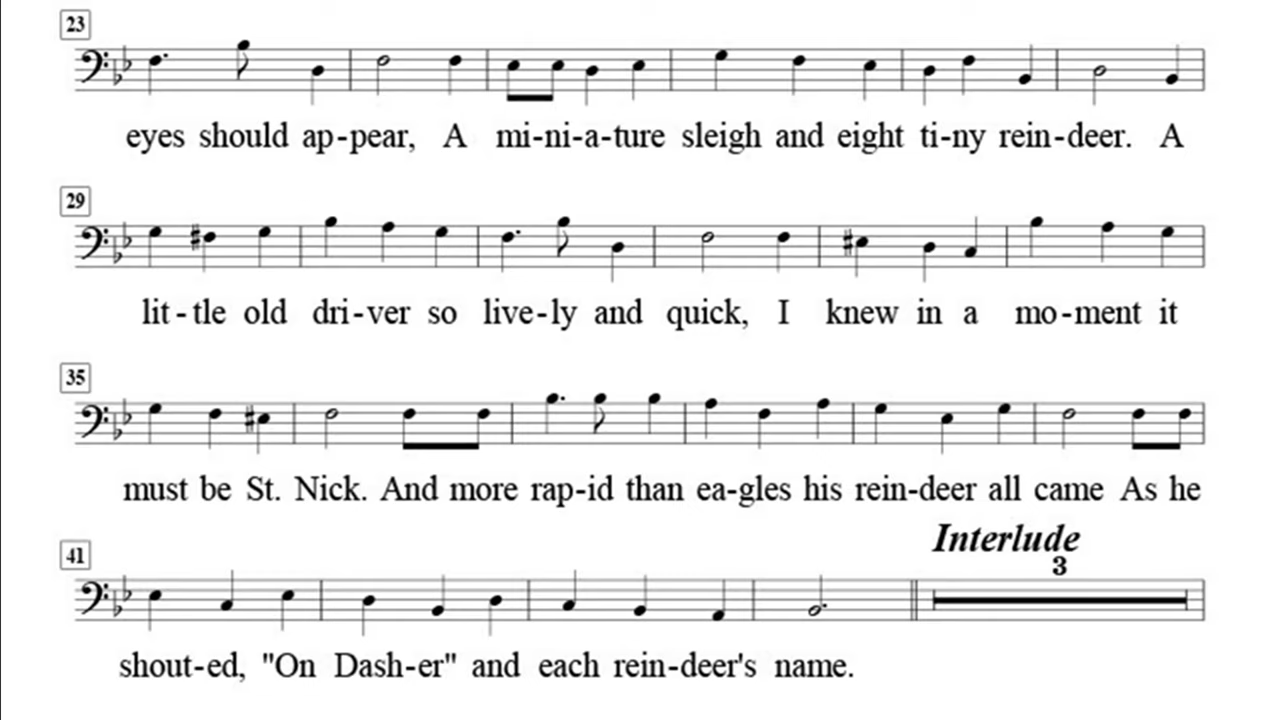 23
eyes should ap-pear, A mi-ni-a-ture sleigh and eight ti-ny rein-deer. A
29
lit-tle old dri-ver so live-ly and quick, I knew in a mo-ment it
35
must be St. Nick. And more rap-id than ea-gles his rein-deer all came As he
Interlude
41
3
shout-ed, "On Dash-er" and each rein-deer's name.